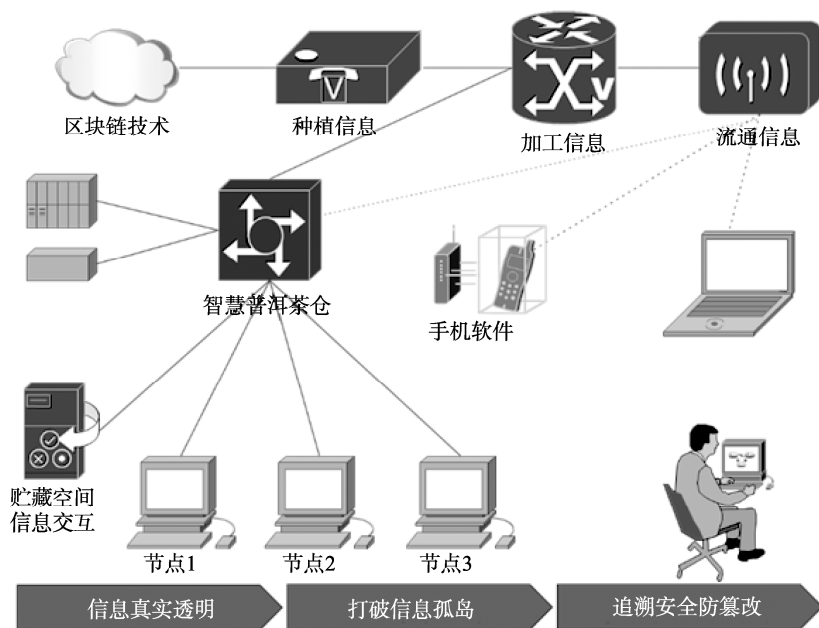 区块链技术
种植信息
加工信息
流通信息
智慧普洱茶仓
手机软件
贮藏空间
信息交互
节点1
节点2
节点3
信息真实透明
打破信息孤岛
追溯安全防篡改